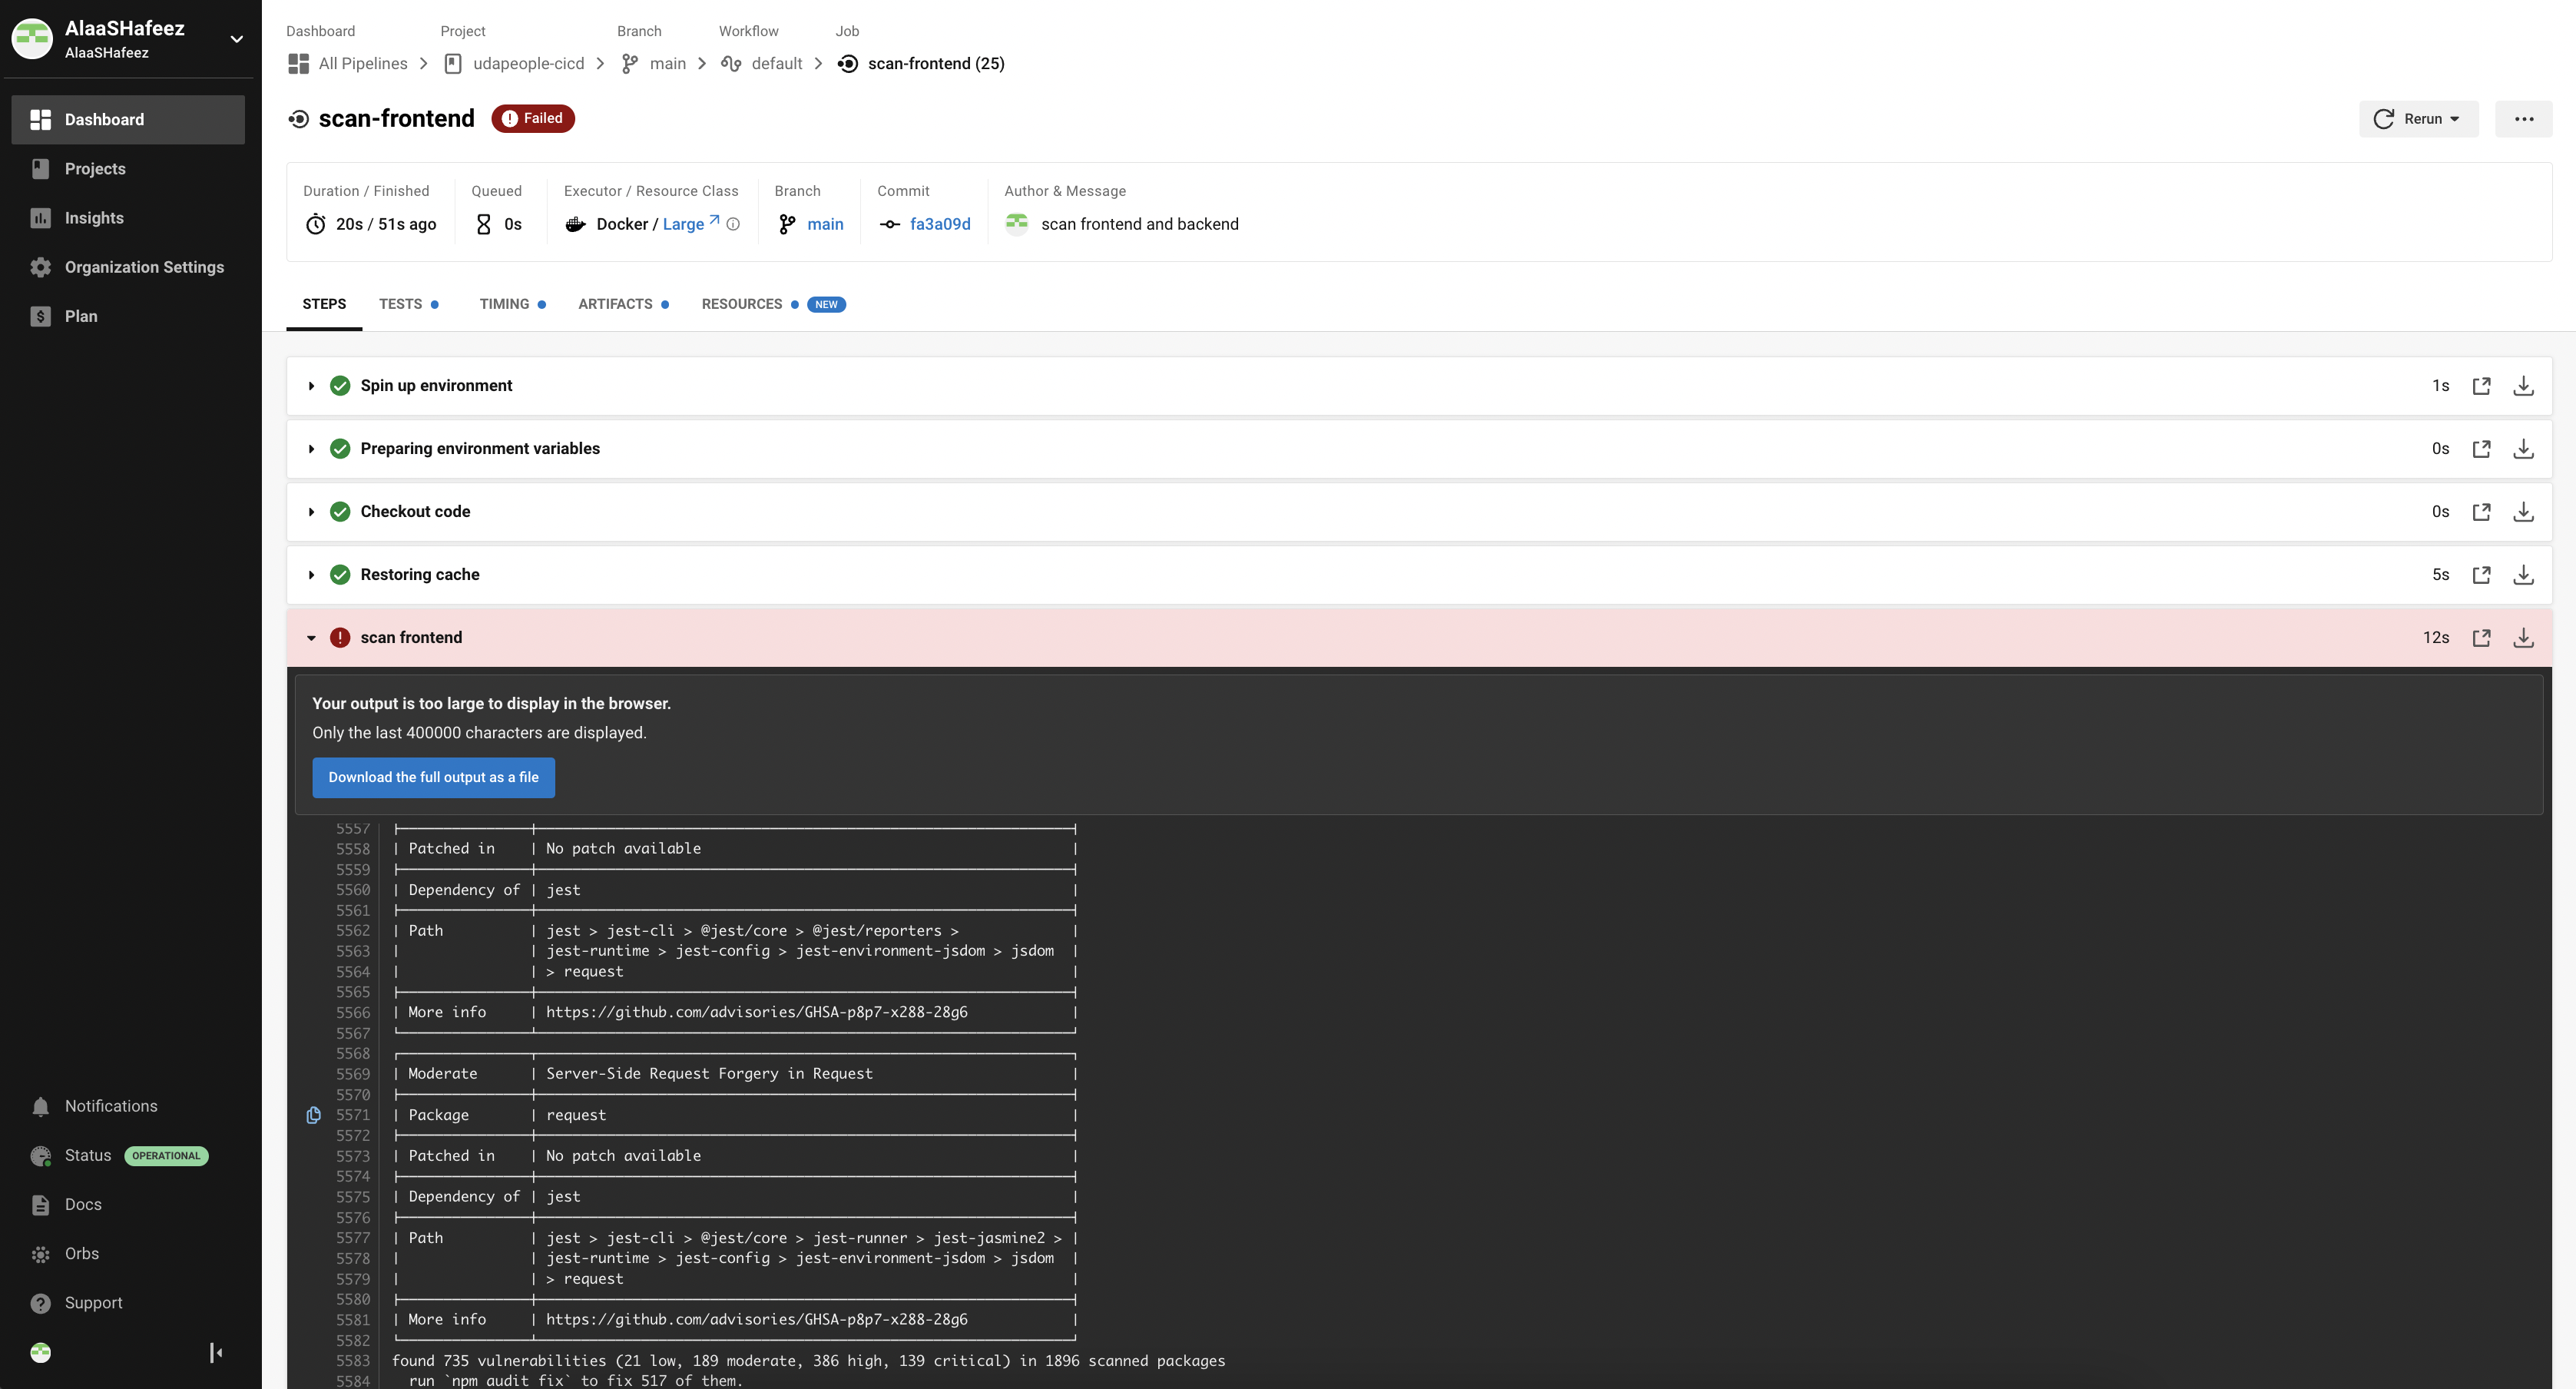 AlaaSHafeez
AlaaSHafeez
Dashboard
Projects
Insights
Organization Settings
Plan
Notifications
Status OPERATIONAL
Docs
Orbs
Support
Dashboard Project Branch Workflow Job
All Pipelines udapeople-cicd main default scan-frontend (25)
scan-frontend Failed
Rerun
Duration / Finished Queued Executor / Resource Class Branch Commit Author & Message
20s / 51s ago 0s Docker / Large main fa3a09d scan frontend and backend
STEPS TESTS TIMING ARTIFACTS RESOURCES NEW
Spin up environment 1s
Preparing environment variables 0s
Checkout code 0s
Restoring cache 5s
scan frontend 12s
Your output is too large to display in the browser.
Only the last 400000 characters are displayed.
Download the full output as a file
5557
5558 | Patched in | No patch available |
5559
5560 | Dependency of | jest |
5561
5562 | Path | jest > jest-cli > @jest/core > @jest/reporters > |
5563 | | jest-runtime > jest-config > jest-environment-jsdom > jsdom |
5564 | | > request |
5565
5566 | More info | https://github.com/advisories/GHSA-p8p7-x288-28g6 |
5567
5568
5569 | Moderate | Server-Side Request Forgery in Request |
5570
5571 | Package | request |
5572
5573 | Patched in | No patch available |
5574
5575 | Dependency of | jest |
5576
5577 | Path | jest > jest-cli > @jest/core > jest-runner > jest-jasmine2 > |
5578 | | jest-runtime > jest-config > jest-environment-jsdom > jsdom |
5579 | | > request |
5580
5581 | More info | https://github.com/advisories/GHSA-p8p7-x288-28g6 |
5582
5583 found 735 vulnerabilities (21 low, 189 moderate, 386 high, 139 critical) in 1896 scanned packages
5584 run `npm audit fix` to fix 517 of them.